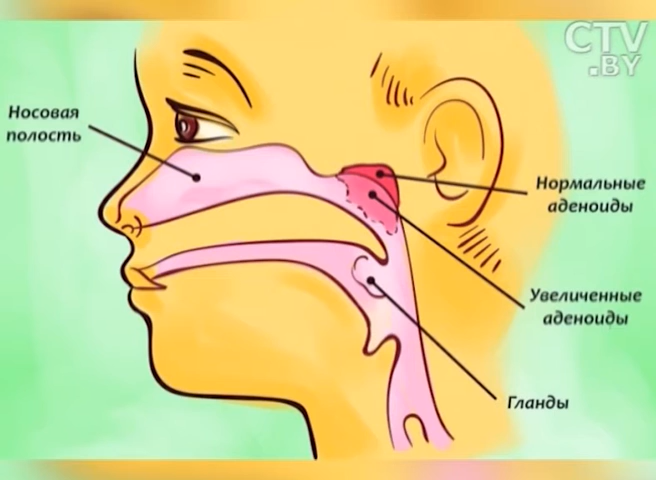 CTV
.BY
Носовая
полость
Нормальные
аденоиды
Увеличенные
аденоиды
Гланды